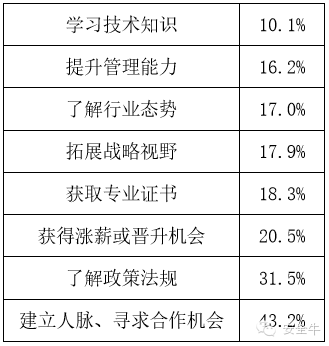 学习技术知识 10.1%
提升管理能力 16.2%
了解行业态势 17.0%
拓展战略视野 17.9%
获取专业证书 18.3%
获得涨薪或晋升机会 20.5%
了解政策法规 31.5%
建立人脉、寻求合作机会 43.2%
安全牛